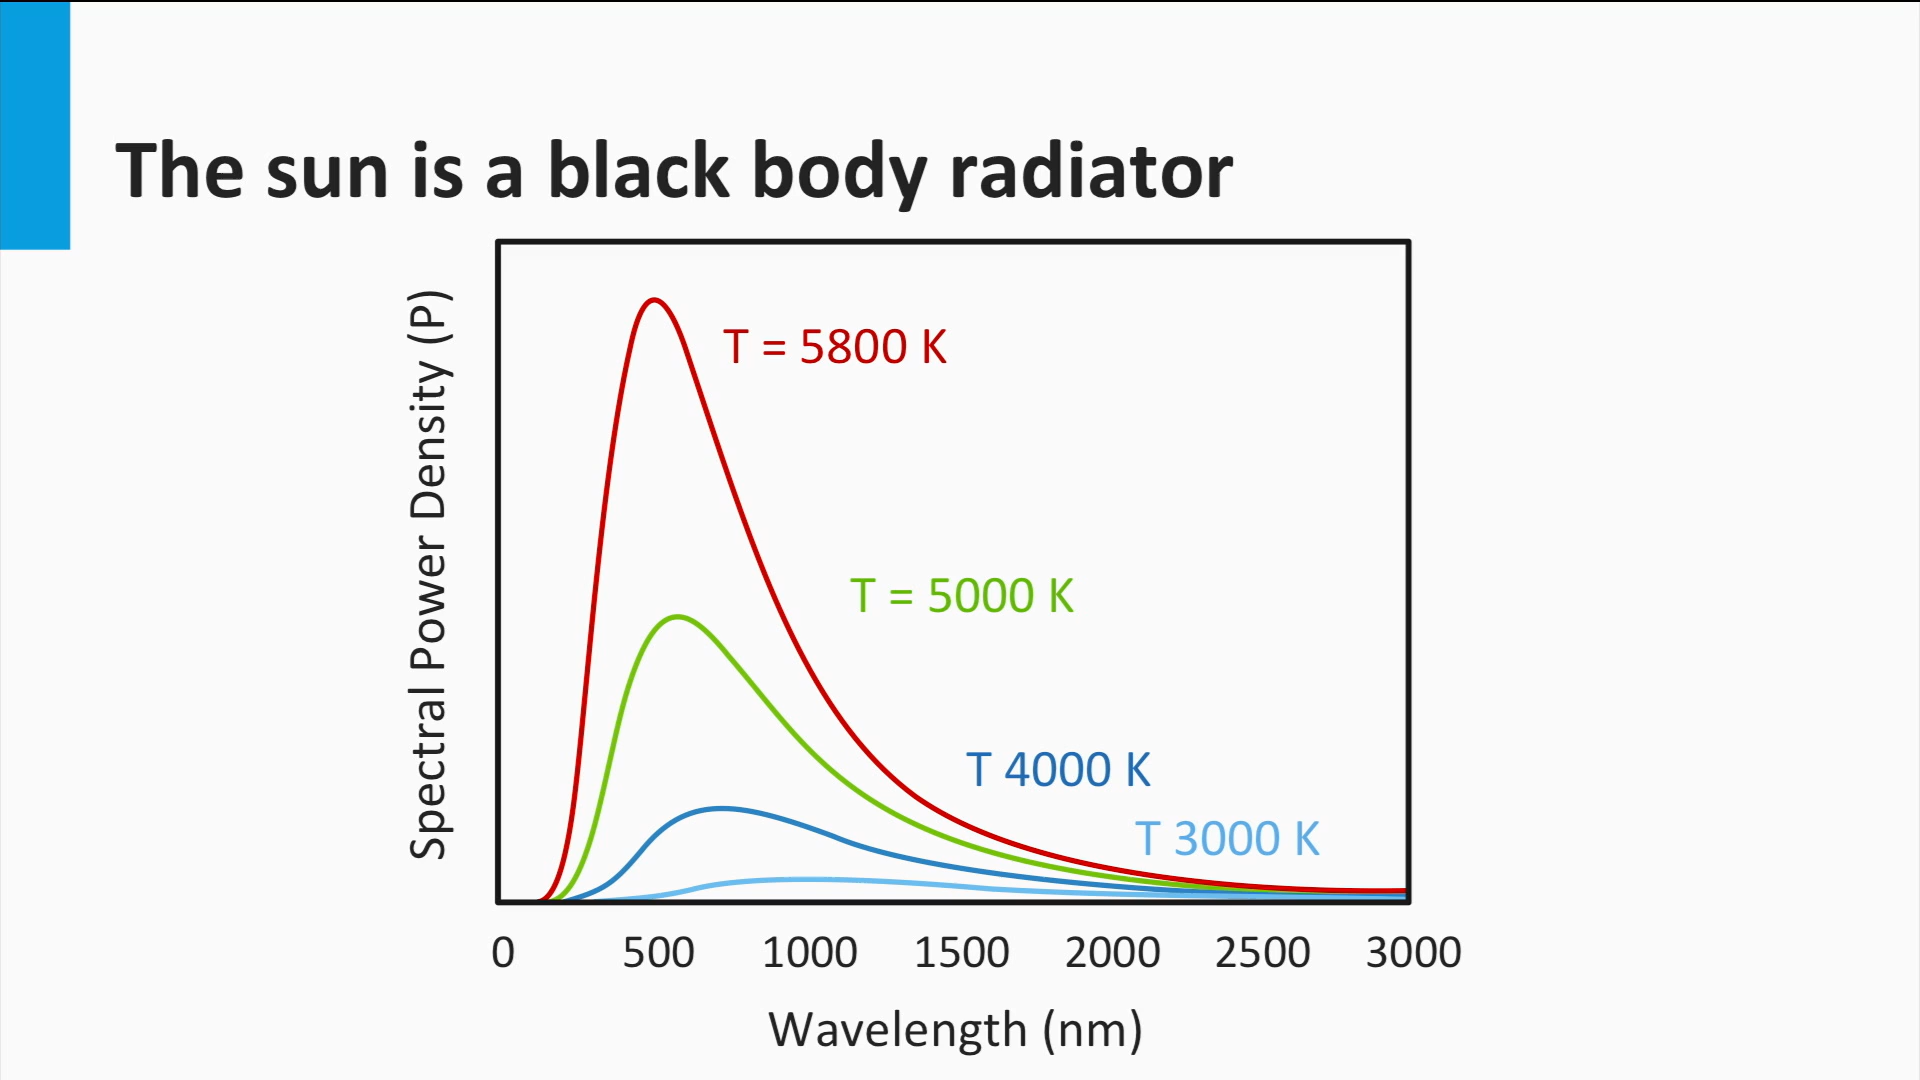 The sun is a black body radiator
Spectral Power Density (P)
T = 5800 K
T = 5000 K
T 4000 K
T 3000 K
0 500 1000 1500 2000 2500 3000
Wavelength (nm)